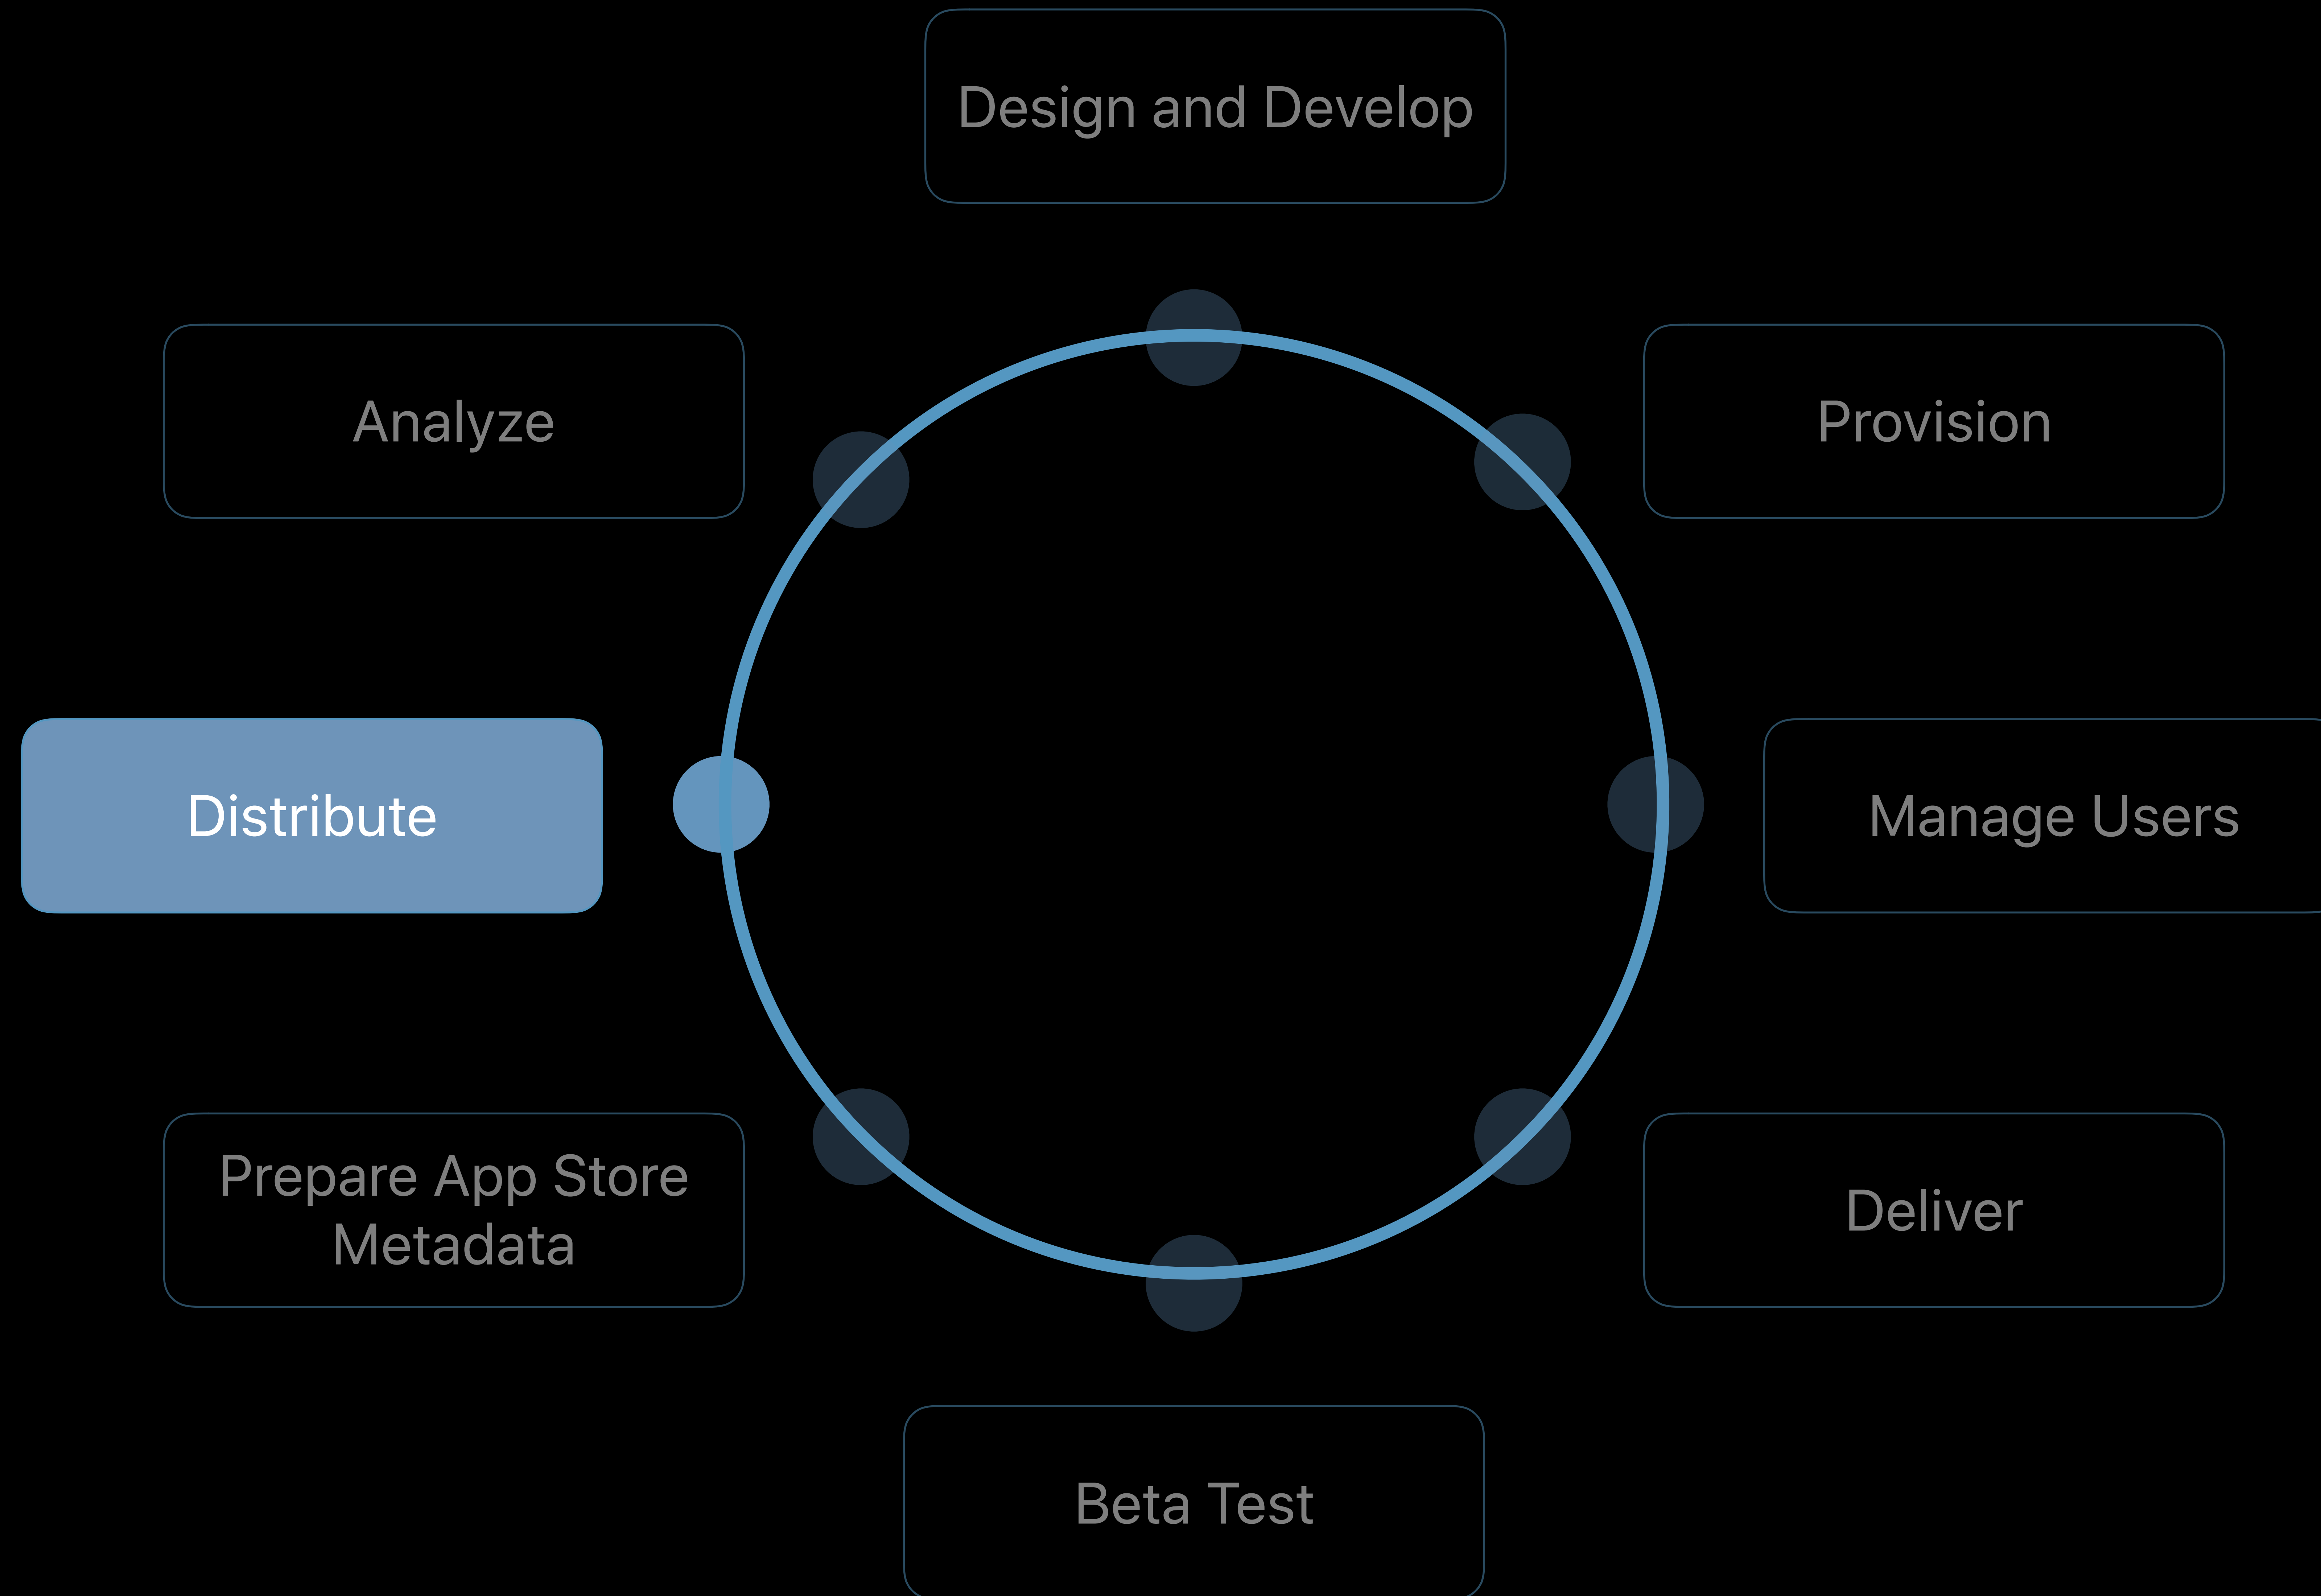 Design and Develop
Analyze
Provision
Distribute
Manage Users
Prepare App Store
Metadata
Deliver
Beta Test